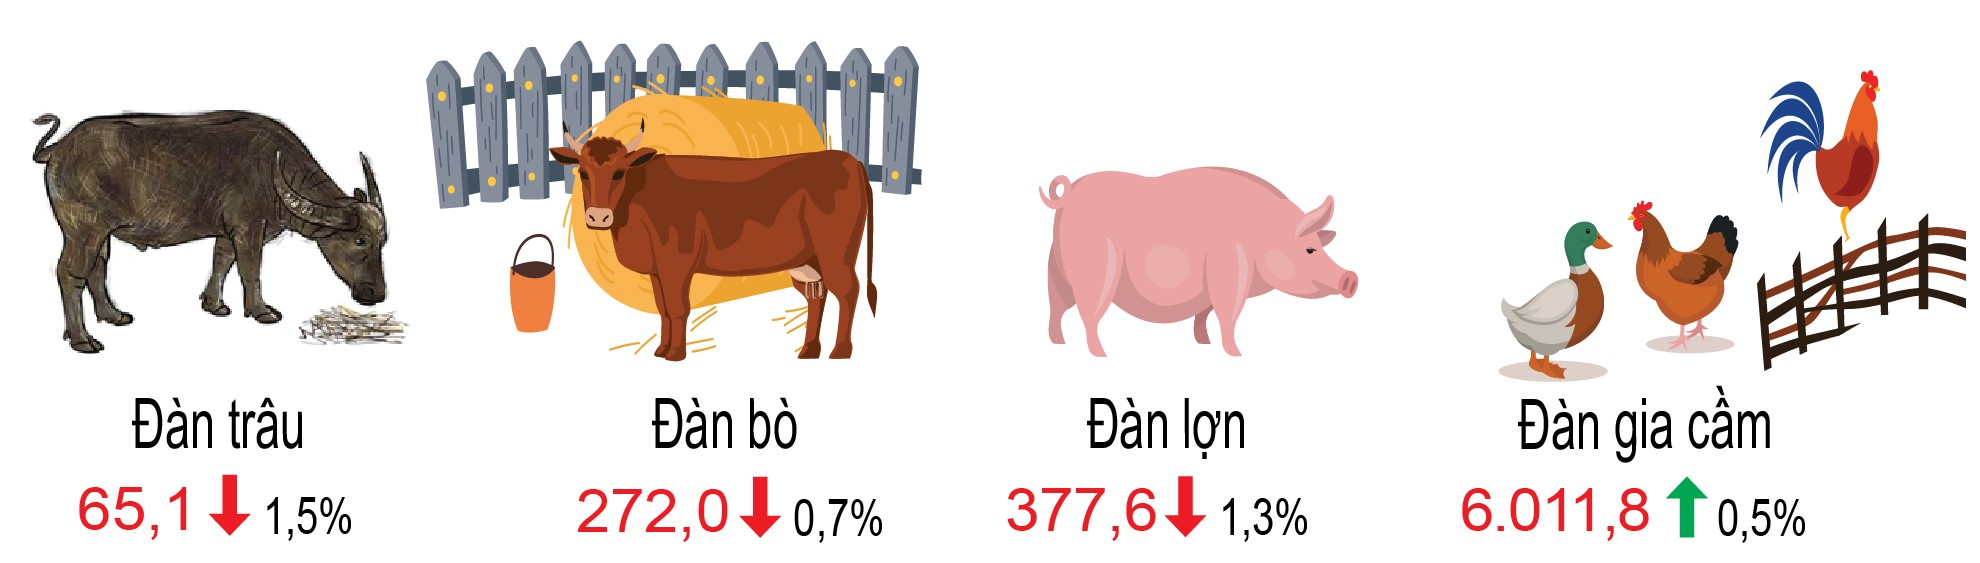 Đàn trâu
65,1 1,5%
Đàn bò
272,0 0,7%
Đàn lợn
377,6 1,3%
Đàn gia cầm
6.011,8 0,5%